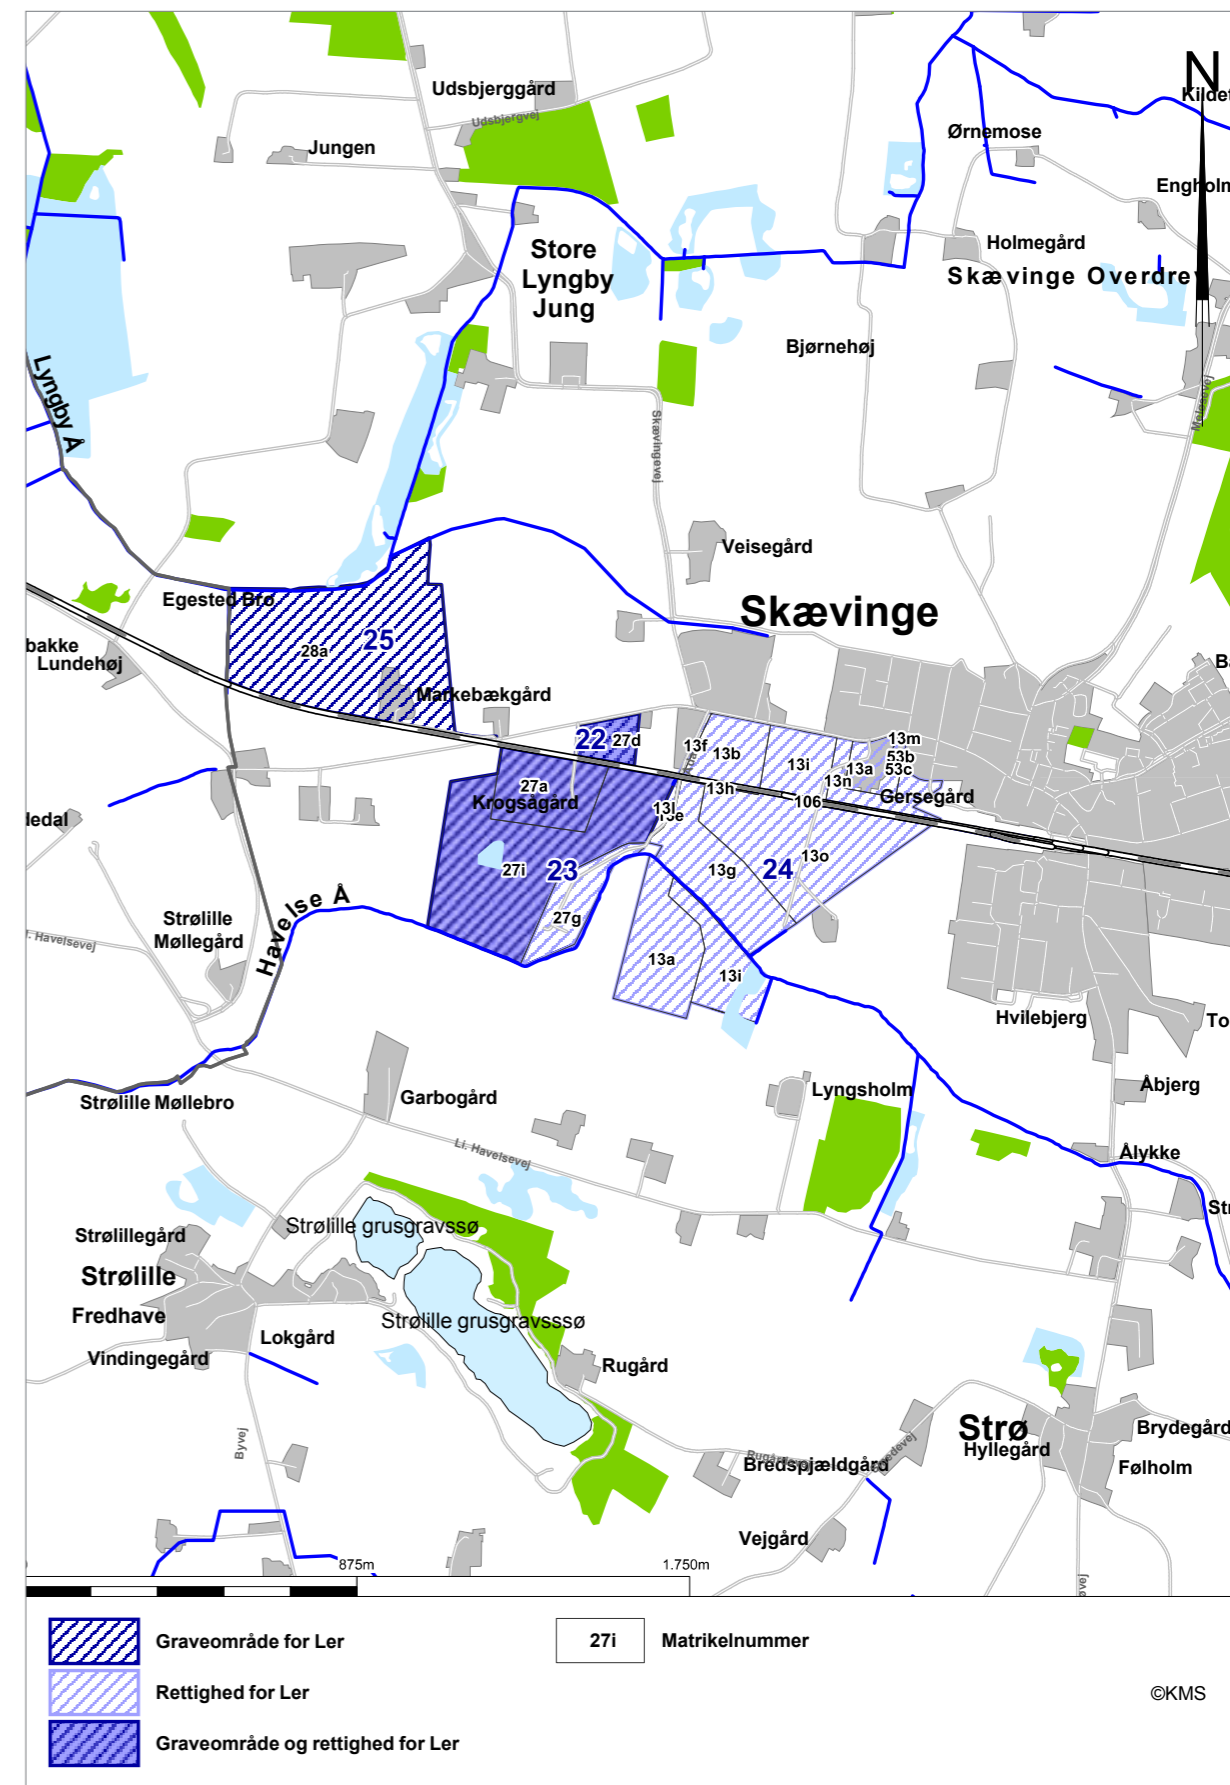 N
Udsbjerggård
Kildet
Udsbjergvej
Ørnemose
Jungen
Engholm
Store
Lyngby
Jung
Holmegård
Skævinge Overdrev
Bjørnehøj
Lyngby Å
Melesevej
Skævingevej
Veisegård
Egested Bro
Skævinge
25
28a
bakke
Lundehøj
Markebækgård
22
27d
13f
13b
13i
13m
53b
53c
13a
13n
13h
106
Gersegård
27a
Krogsågård
13l
13e
ledal
27i
23
13g
24
13o
27g
Strølille
Møllegård
Havelse Å
l. Havelsevej
13a
13i
Hvilebjerg
To
Garbogård
Lyngsholm
Åbjerg
Strølille Møllebro
Ll. Havelsevej
Ålykke
Str
Strølillegård
Strølille grusgravssø
Strølille
Fredhave
Strølille grusgravsssø
Lokgård
Vindingegård
Rugård
Byvej
Strø
Brydegård
Hyllegård
Bredspjældgård
Følholm
Vejgård
875m
1.750m
Graveområde for Ler
27i
Matrikelnummer
Rettighed for Ler
©KMS
Graveområde og rettighed for Ler